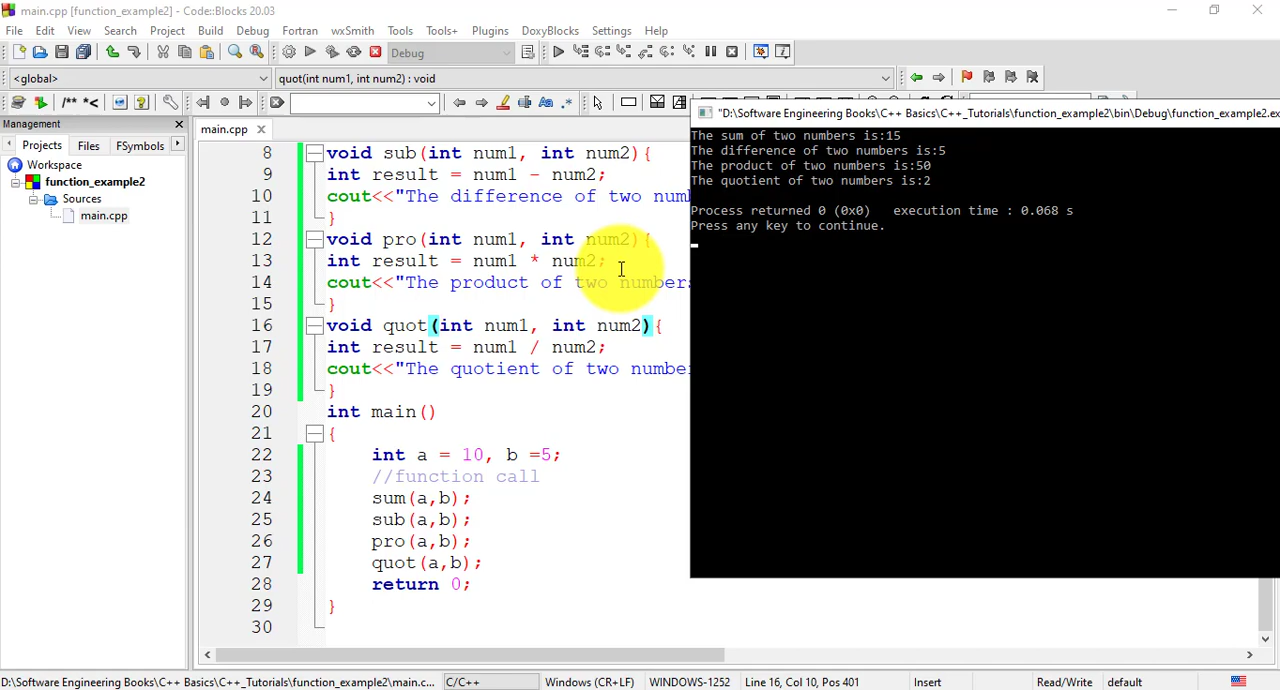 main.cpp [function_example2] - Code::Blocks 20.03
File Edit View Search Project Build Debug Fortran wxSmith Tools Tools+ Plugins DoxyBlocks Settings Help
Debug
<global> quot(int num1, int num2) : void
/** *<
Management
main.cpp
Projects Files FSymbols
Workspace
function_example2
Sources
main.cpp
8 void sub(int num1, int num2){
9 int result = num1 - num2;
10 cout<<"The difference of two num
11 }
12 void pro(int num1, int num2){
13 int result = num1 * num2;
14 cout<<"The product of two numbers
15 }
16 void quot(int num1, int num2){
17 int result = num1 / num2;
18 cout<<"The quotient of two number
19 }
20 int main()
21 {
22 int a = 10, b =5;
23 //function call
24 sum(a,b);
25 sub(a,b);
26 pro(a,b);
27 quot(a,b);
28 return 0;
29 }
30
"D:\Software Engineering Books\C++ Basics\C++_Tutorials\function_example2\bin\Debug\function_example2.ex
The sum of two numbers is:15
The difference of two numbers is:5
The product of two numbers is:50
The quotient of two numbers is:2
Process returned 0 (0x0) execution time : 0.068 s
Press any key to continue.
D:\Software Engineering Books\C++ Basics\C++_Tutorials\function_example2\main.c... C/C++ Windows (CR+LF) WINDOWS-1252 Line 16, Col 10, Pos 401 Insert Read/Write default